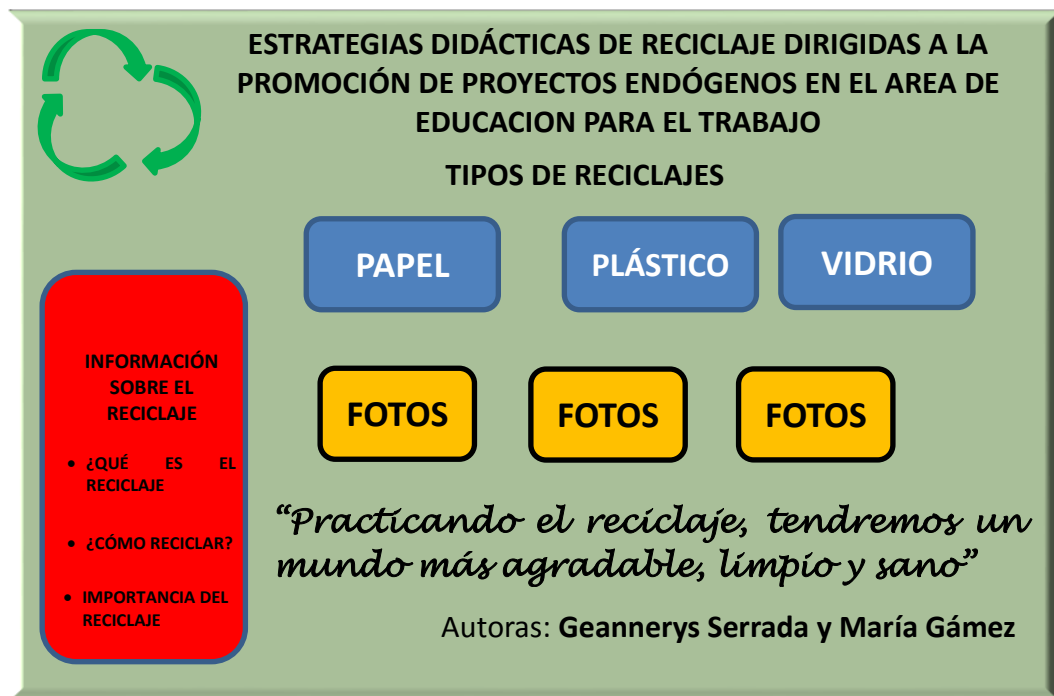 ESTRATEGIAS DIDÁCTICAS DE RECICLAJE DIRIGIDAS A LA
PROMOCIÓN DE PROYECTOS ENDÓGENOS EN EL AREA DE
EDUCACION PARA EL TRABAJO
TIPOS DE RECICLAJES
PAPEL
PLÁSTICO
VIDRIO
INFORMACIÓN
SOBRE EL
RECICLAJE
• ¿QUÉ ES EL
RECICLAJE
• ¿CÓMO RECICLAR?
• IMPORTANCIA DEL
RECICLAJE
FOTOS
FOTOS
FOTOS
“Practicando el reciclaje, tendremos un
mundo más agradable, limpio y sano”
Autoras: Geannerys Serrada y María Gámez